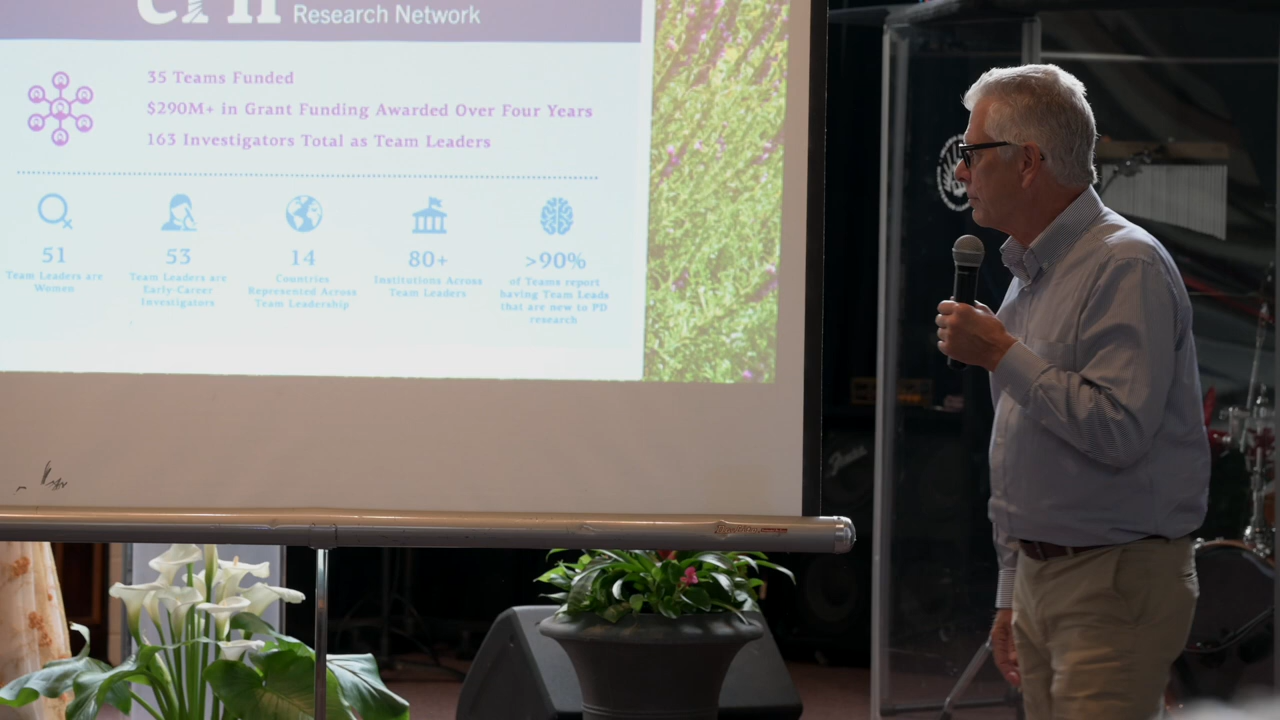 crn
Research Network
35 Teams Funded
$290M+ in Grant Funding Awarded Over Four Years
163 Investigators Total as Team Leaders
51
Team Leaders are
Women
53
Team Leaders are
Early-Career
Investigators
14
Countries
Represented Across
Team Leadership
80+
Institutions Across
Team Leaders
>90%
of Teams report
having Team Leads
that are new to PD
research
Fender